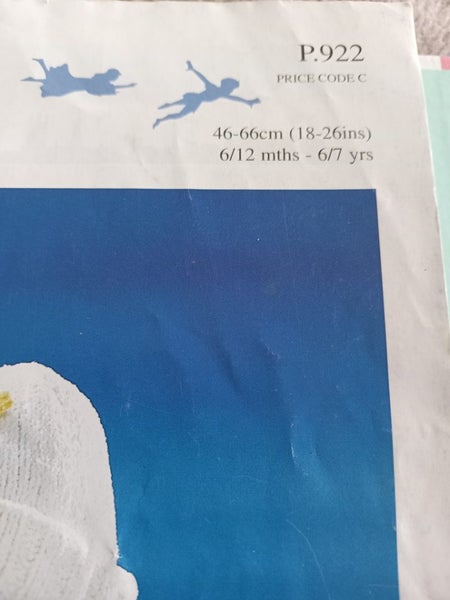 P.922
PRICE CODE C
46-66cm (18-26ins)
6/12 mths - 6/7 yrs